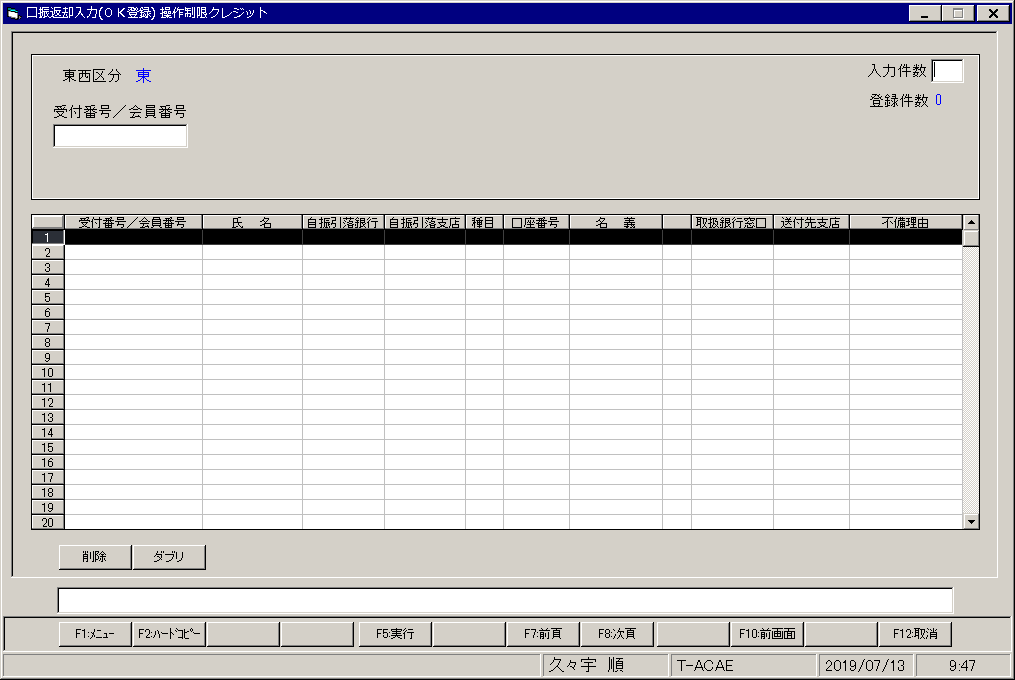 口振返却入力(ＯＫ登録) 操作制限クレジット
東西区分 東
入力件数
登録件数 0
受付番号／会員番号
受付番号／会員番号 氏 名 自振引落銀行 自振引落支店 種目 口座番号 名 義 取扱銀行窓口 送付先支店 不備理由
1
2
3
4
5
6
7
8
9
10
11
12
13
14
15
16
17
18
19
20
削除 ダブリ
F1:ﾒﾆｭｰ F2:ﾊｰﾄﾞｺﾋﾟｰ F5:実行 F7:前頁 F8:次頁 F10:前画面 F12:取消
久々宇 順 T-ACAE 2019/07/13 9:47